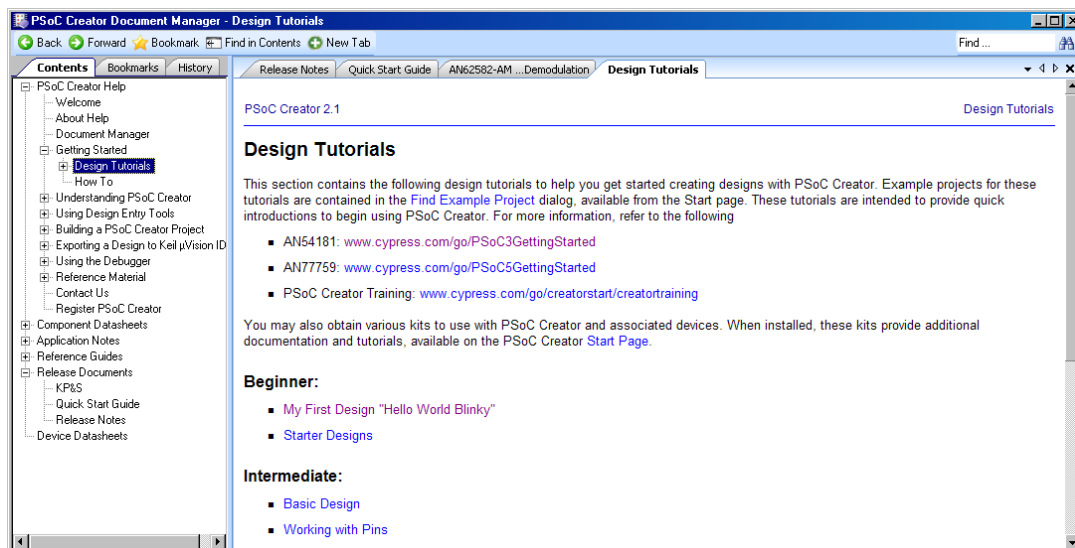 PSoC Creator Document Manager - Design Tutorials
Back Forward Bookmark Find in Contents New Tab
Find ...
Contents Bookmarks History
PSoC Creator Help
Welcome
About Help
Document Manager
Getting Started
Design Tutorials
How To
Understanding PSoC Creator
Using Design Entry Tools
Building a PSoC Creator Project
Exporting a Design to Keil µVision ID
Using the Debugger
Reference Material
Contact Us
Register PSoC Creator
Component Datasheets
Application Notes
Reference Guides
Release Documents
KP&S
Quick Start Guide
Release Notes
Device Datasheets
Release Notes Quick Start Guide AN62582-AM ...Demodulation Design Tutorials
PSoC Creator 2.1 Design Tutorials
Design Tutorials
This section contains the following design tutorials to help you get started creating designs with PSoC Creator. Example projects for these
tutorials are contained in the Find Example Project dialog, available from the Start page. These tutorials are intended to provide quick
introductions to begin using PSoC Creator. For more information, refer to the following
▪ AN54181: www.cypress.com/go/PSoC3GettingStarted
▪ AN77759: www.cypress.com/go/PSoC5GettingStarted
▪ PSoC Creator Training: www.cypress.com/go/creatorstart/creatortraining
You may also obtain various kits to use with PSoC Creator and associated devices. When installed, these kits provide additional
documentation and tutorials, available on the PSoC Creator Start Page.
Beginner:
▪ My First Design "Hello World Blinky"
▪ Starter Designs
Intermediate:
▪ Basic Design
▪ Working with Pins